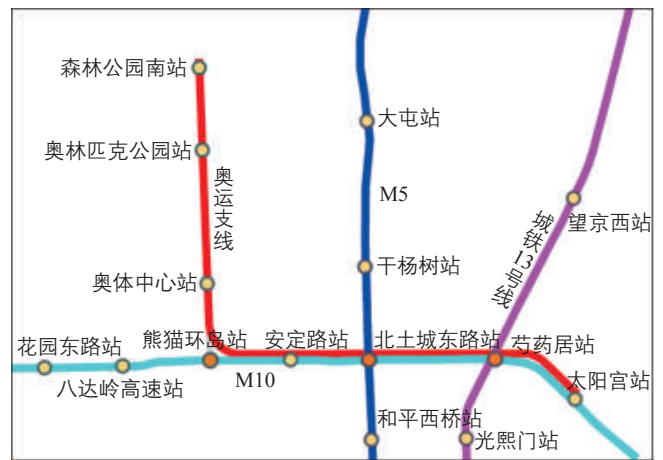 森林公园南站
大屯站
奥林匹克公园站
奥运支线
M5
望京西站
城铁13号线
干杨树站
奥体中心站
花园东路站
熊猫环岛站
安定路站
北土城东路站
芍药居站
八达岭高速站
M10
太阳宫站
和平西桥站
光熙门站